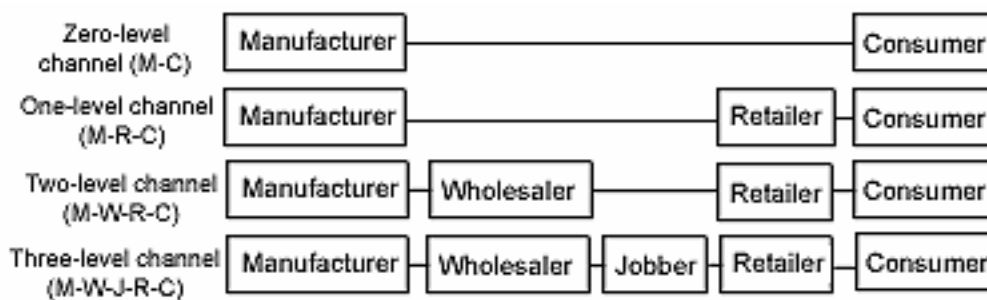 Zero-level
channel (M-C)
Manufacturer
Consumer
One-level channel
(M-R-C)
Manufacturer
Retailer
Consumer
Two-level channel
(M-W-R-C)
Manufacturer
Wholesaler
Retailer
Consumer
Three-level channel
(M-W-J-R-C)
Manufacturer
Wholesaler
Jobber
Retailer
Consumer